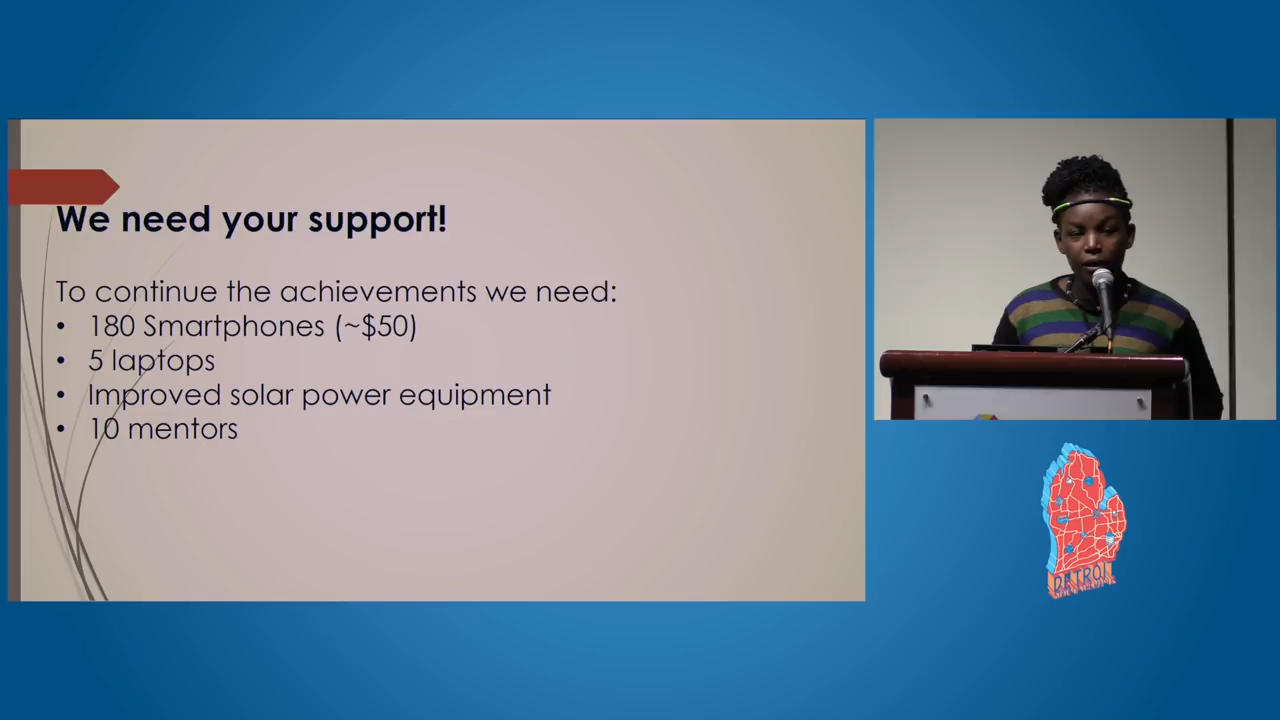 We need your support!
To continue the achievements we need:
• 180 Smartphones (~$50)
• 5 laptops
• Improved solar power equipment
• 10 mentors
DETROIT